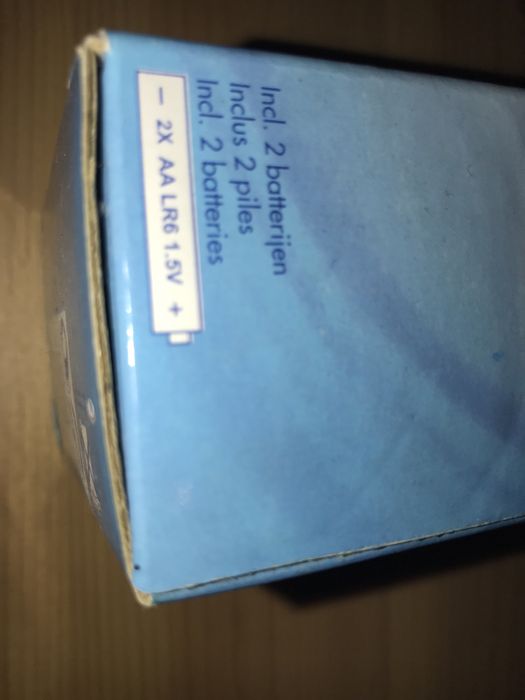 Incl. 2 batterijen
Inclus 2 piles
Incl. 2 batteries
− 2X AA LR6 1.5V +